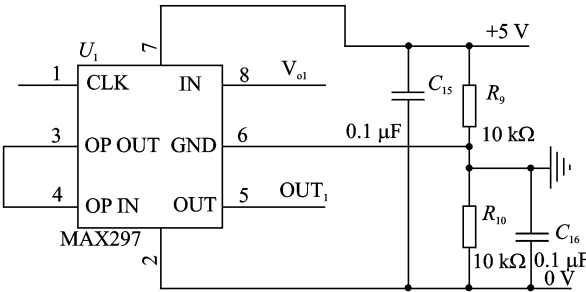 U₁
7
+5 V
1
CLK
IN
8
Vₒ₁
C₁₅
R₉
0.1 μF
10 kΩ
3
OP OUT
GND
6
4
OP IN
OUT
5
OUT₁
R₁₀
C₁₆
MAX297
2
10 kΩ
0.1 μF
0 V